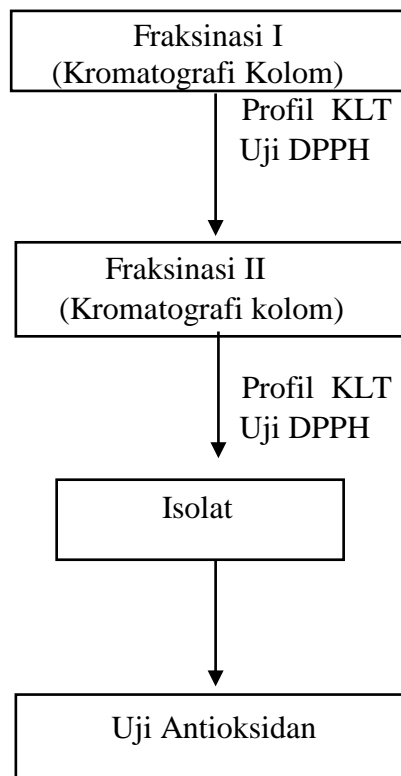 Fraksinasi I
(Kromatografi Kolom)
Profil KLT
Uji DPPH
Fraksinasi II
(Kromatografi kolom)
Profil KLT
Uji DPPH
Isolat
Uji Antioksidan